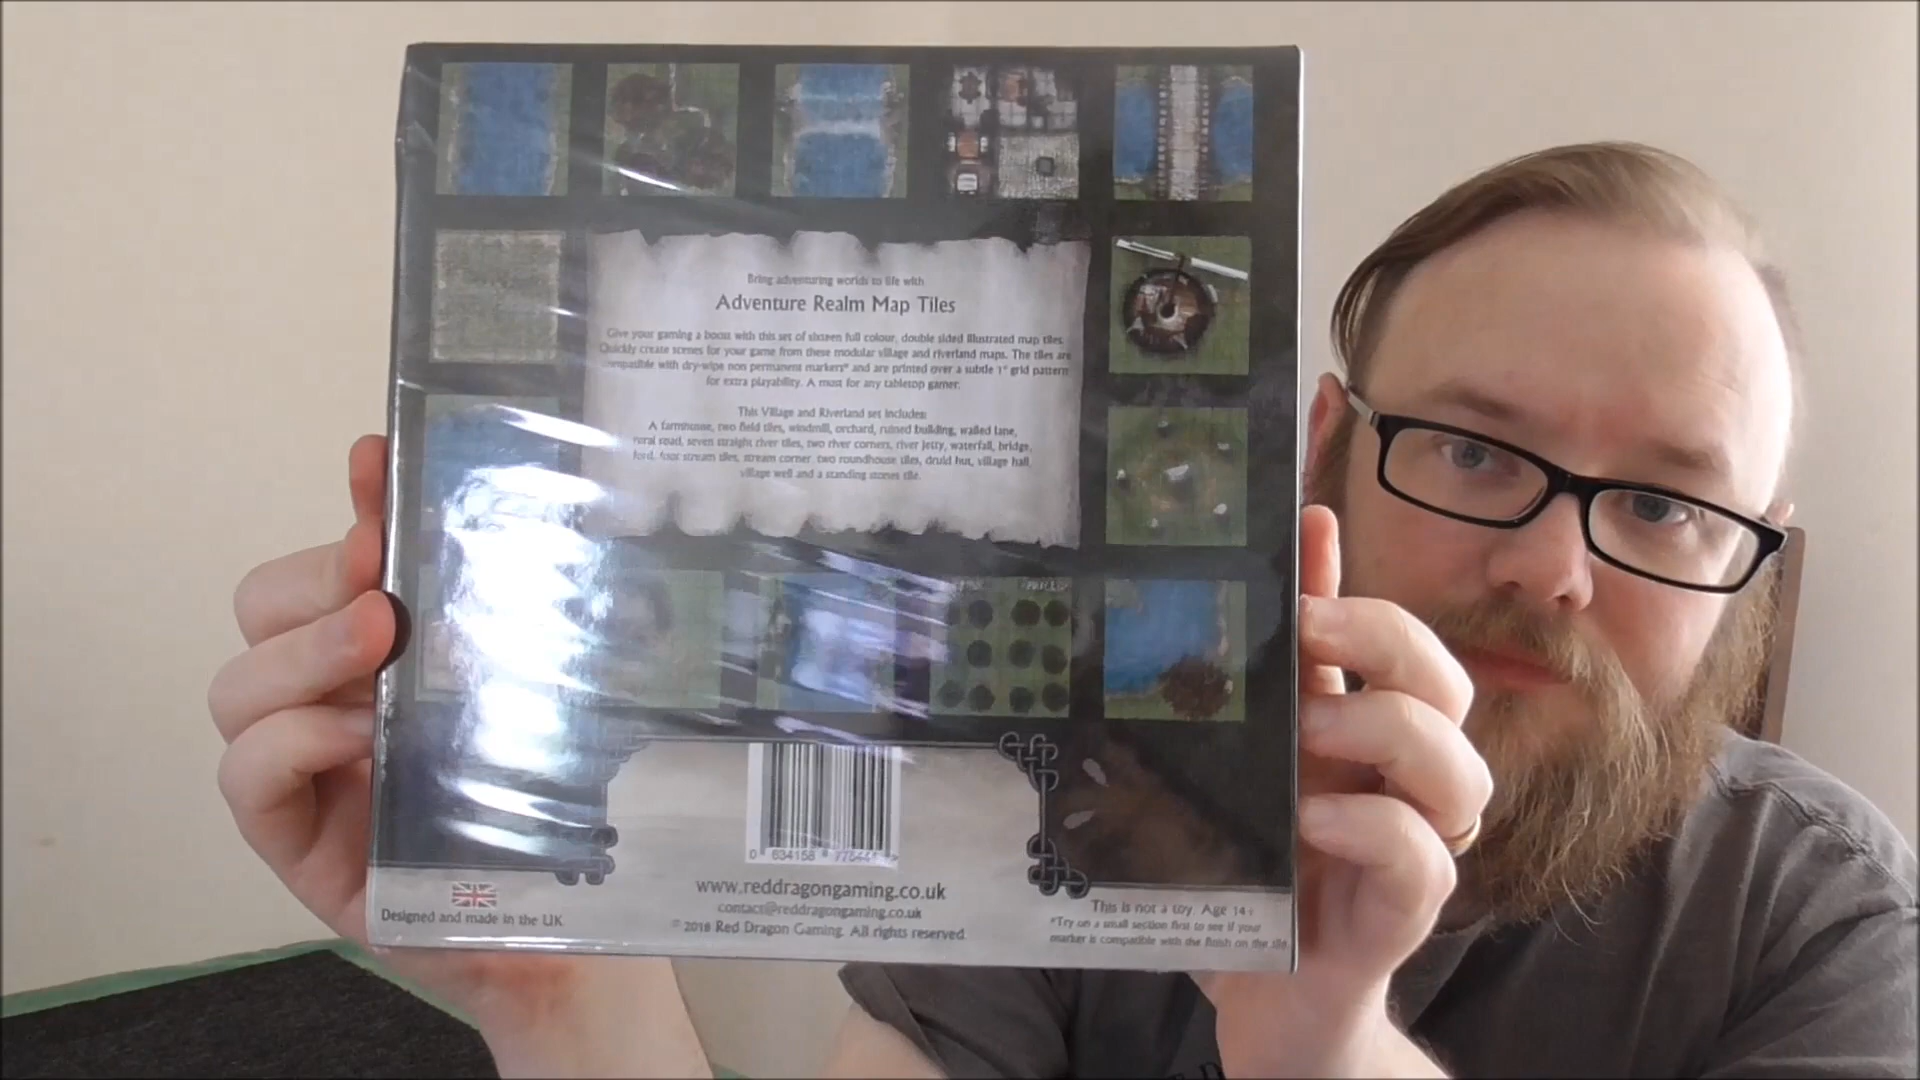 Bring adventuring worlds to life with
Adventure Realm Map Tiles
Give your gaming a boost with this set of sixteen full colour, double sided illustrated map tiles.
Quickly create scenes for your game from these modular village and riverland maps. The tiles are
compatible with dry-wipe non permanent markers* and are printed over a subtle 1" grid pattern
for extra playability. A must for any tabletop gamer.
This Village and Riverland set includes:
A farmhouse, two field tiles, windmill, orchard, ruined building, walled lane,
rural road, seven straight river tiles, two river corners, river jetty, waterfall, bridge,
ford, four stream tiles, stream corner, two roundhouse tiles, druid hut, village hall,
village well and a standing stones tile.
0 634158
www.reddragongaming.co.uk
contact@reddragongaming.co.uk
© 2018 Red Dragon Gaming. All rights reserved.
Designed and made in the UK
This is not a toy. Age 14+
*Try on a small section first to see if your
marker is compatible with the finish on the tile.